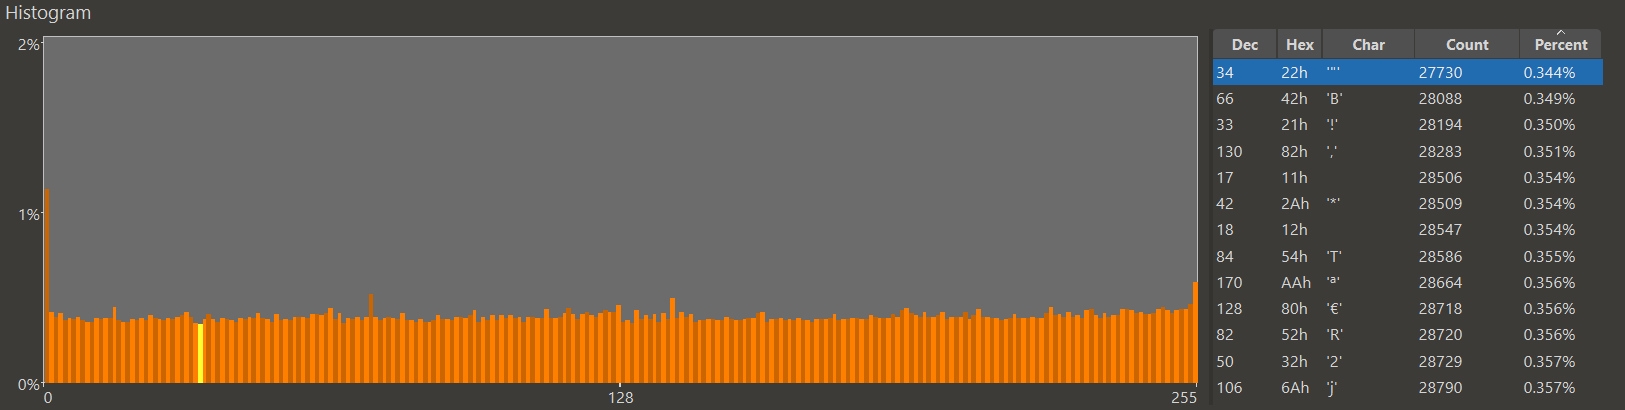 Histogram
2%
1%
0%
0 128 255
Dec Hex Char Count Percent
34 22h '"' 27730 0.344%
66 42h 'B' 28088 0.349%
33 21h '!' 28194 0.350%
130 82h '‚' 28283 0.351%
17 11h 28506 0.354%
42 2Ah '*' 28509 0.354%
18 12h 28547 0.354%
84 54h 'T' 28586 0.355%
170 AAh 'ª' 28664 0.356%
128 80h '€' 28718 0.356%
82 52h 'R' 28720 0.356%
50 32h '2' 28729 0.357%
106 6Ah 'j' 28790 0.357%